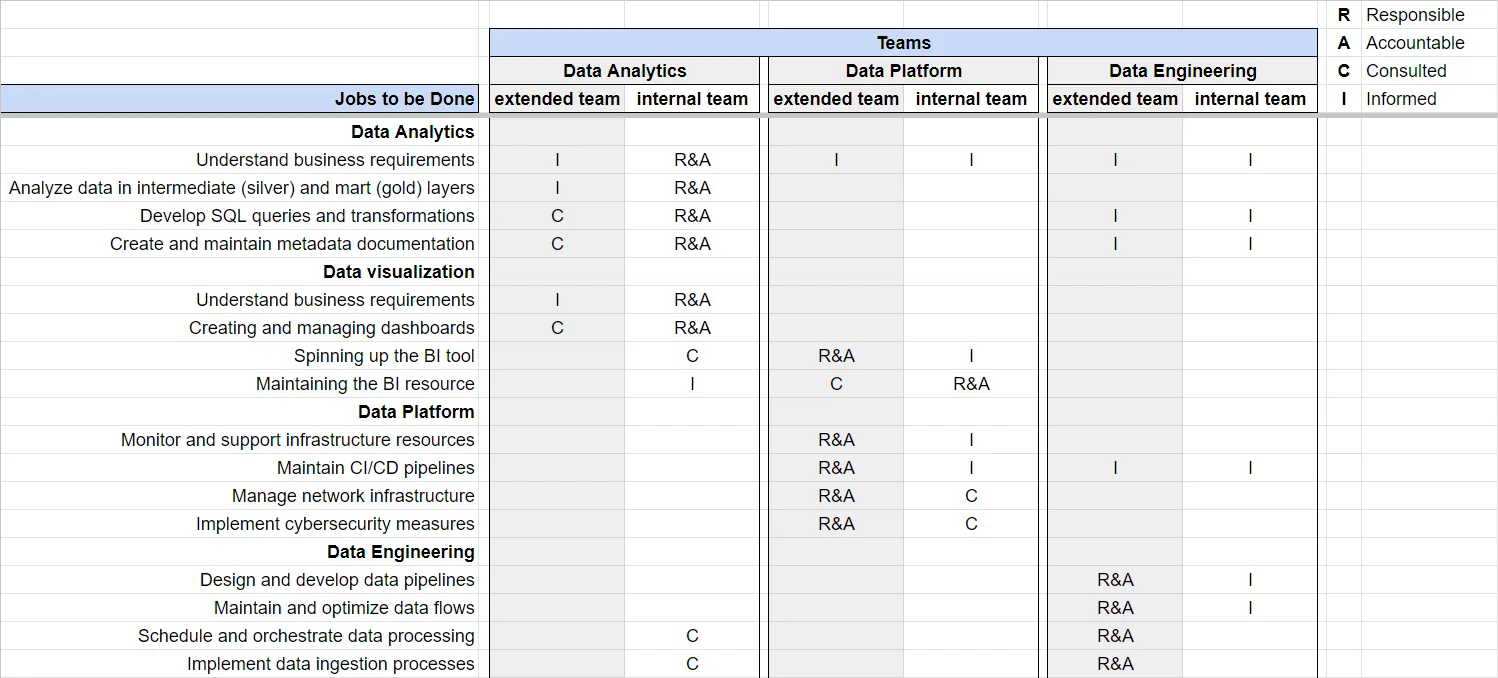 R Responsible
Teams A Accountable
Data Analytics Data Platform Data Engineering C Consulted
Jobs to be Done extended team internal team extended team internal team extended team internal team I Informed
Data Analytics
Understand business requirements I R&A I I I I
Analyze data in intermediate (silver) and mart (gold) layers I R&A
Develop SQL queries and transformations C R&A I I
Create and maintain metadata documentation C R&A I I
Data visualization
Understand business requirements I R&A
Creating and managing dashboards C R&A
Spinning up the BI tool C R&A I
Maintaining the BI resource I C R&A
Data Platform
Monitor and support infrastructure resources R&A I
Maintain CI/CD pipelines R&A I I I
Manage network infrastructure R&A C
Implement cybersecurity measures R&A C
Data Engineering
Design and develop data pipelines R&A I
Maintain and optimize data flows R&A I
Schedule and orchestrate data processing C R&A
Implement data ingestion processes C R&A